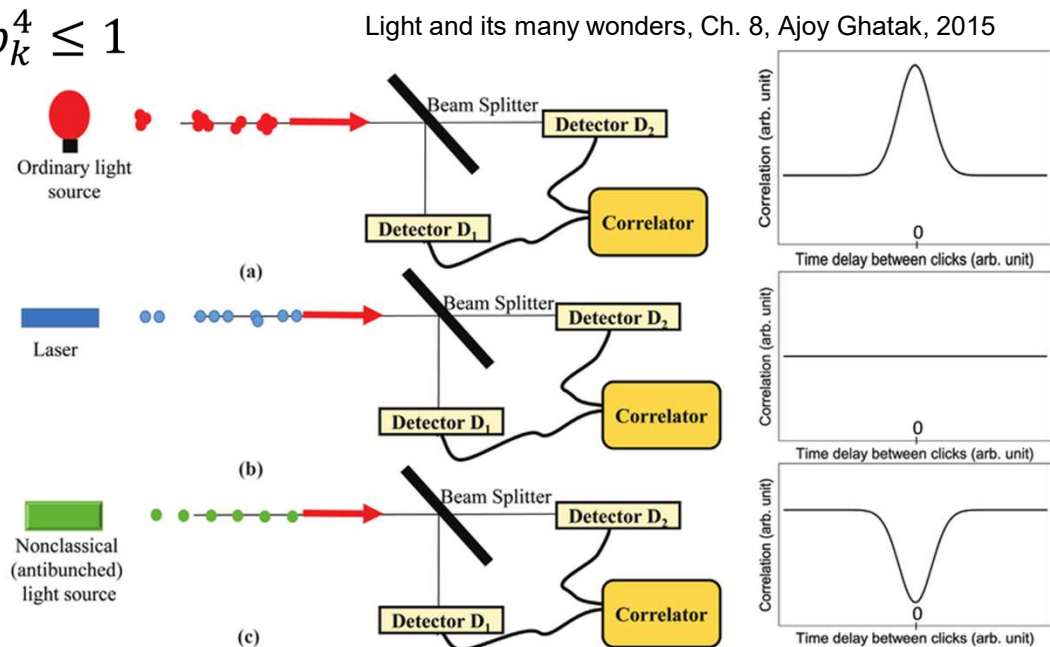 p_k^4 ≤ 1
Light and its many wonders, Ch. 8, Ajoy Ghatak, 2015
Ordinary light
source
Beam Splitter
Detector D₂
Detector D₁
Correlator
(a)
Correlation (arb. unit)
0
Time delay between clicks (arb. unit)
Laser
Beam Splitter
Detector D₂
Detector D₁
Correlator
(b)
Correlation (arb. unit)
0
Time delay between clicks (arb. unit)
Nonclassical
(antibunched)
light source
Beam Splitter
Detector D₂
Detector D₁
Correlator
(c)
Correlation (arb. unit)
0
Time delay between clicks (arb. unit)